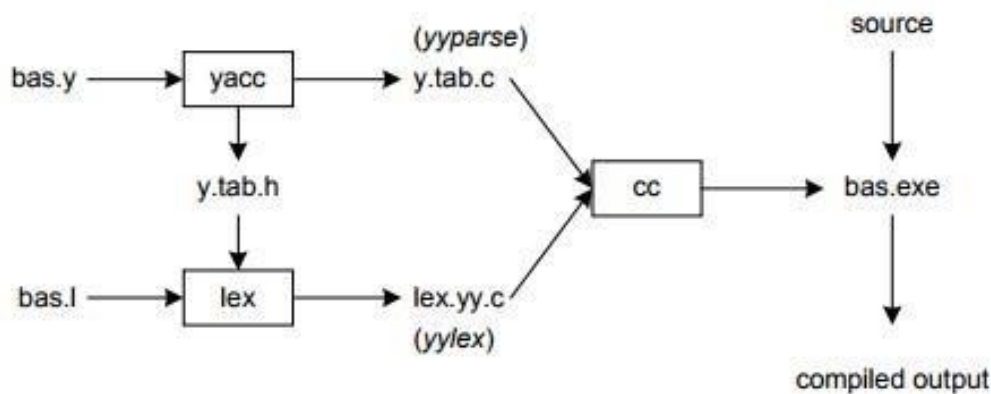 source
(yyparse)
bas.y
yacc
y.tab.c
y.tab.h
cc
bas.exe
bas.l
lex
lex.yy.c
(yylex)
compiled output